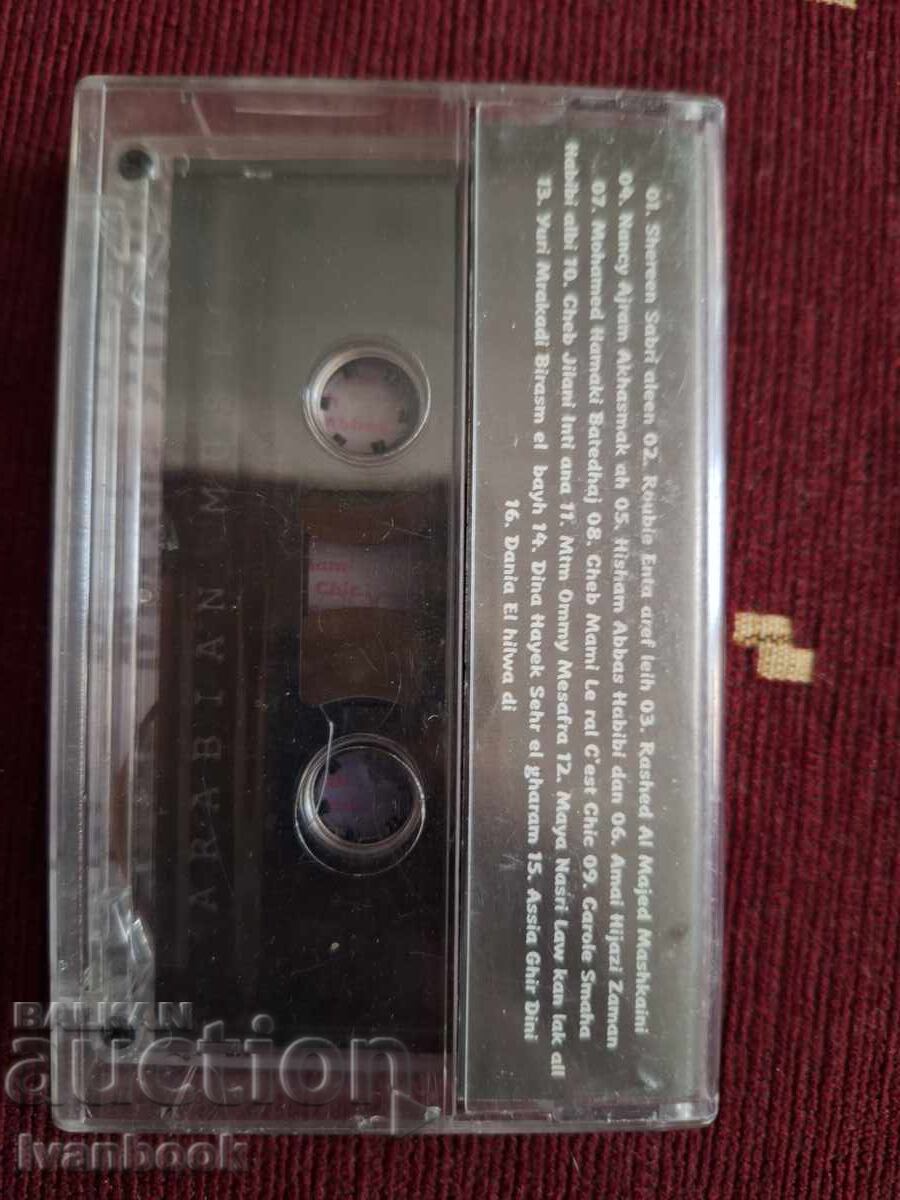 01. Shereen Sabri aleen 02. Rouble Enta aref leih 03. Rashed Al Majed Mashkaini
04. Nancy Ajram Akhasmak ah 05. Hisham Abbas Habibi dah 06. Amal Hijazi Zaman
07. Mohamed Hamaki Batedhaj 08. Cheb Mami Le raï C'est Chic 09. Carole Smaha
Habibi albi 10. Cheb Jilani Inti ana 11. Mtm Ommy Mesafra 12. Maya Nasri Law kan lak all
13. Yuri Mrakadi Birasm el bayh 14. Dina Hayek Sehr el gharam 15. Assia Ghir Dini
16. Dania El hilwa di
ARABIAN
Chic
BALKAN
auction
Ivanbook